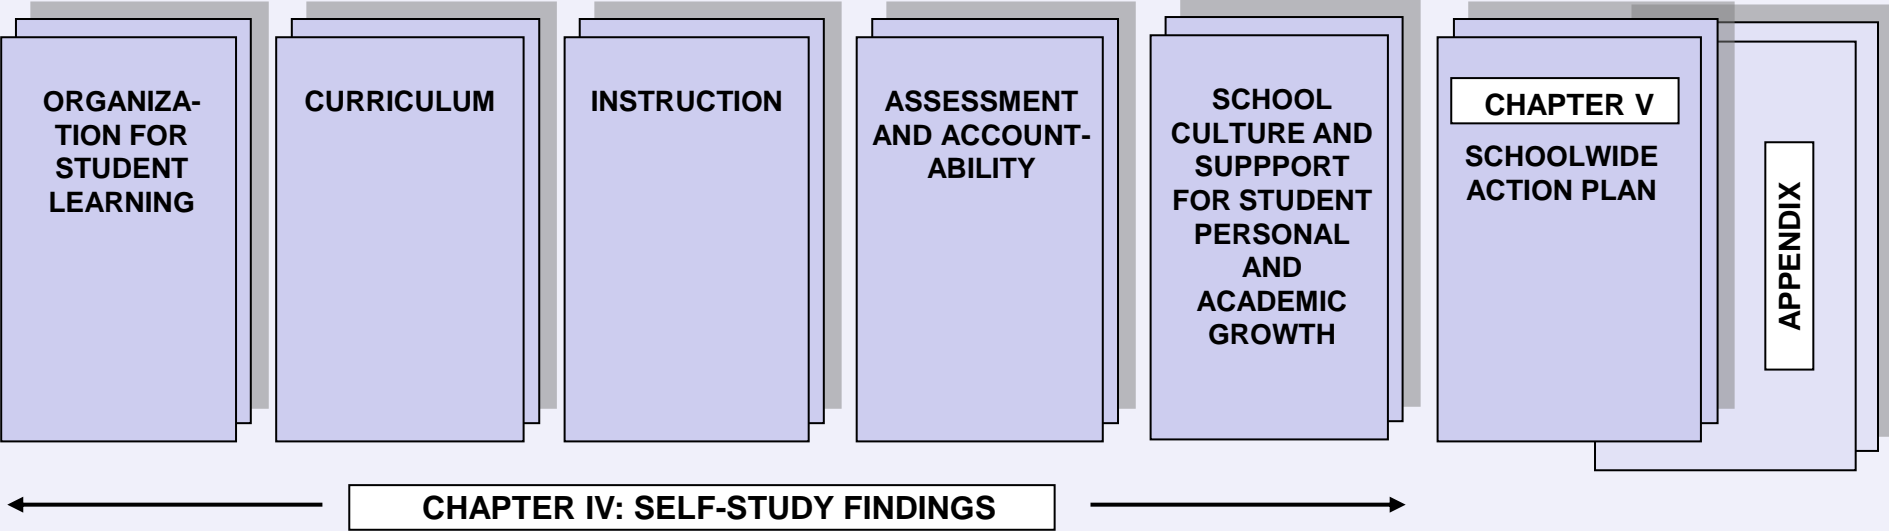 ORGANIZA-
TION FOR
STUDENT
LEARNING
CURRICULUM
INSTRUCTION
ASSESSMENT
AND ACCOUNT-
ABILITY
SCHOOL
CULTURE AND
SUPPPORT
FOR STUDENT
PERSONAL
AND
ACADEMIC
GROWTH
CHAPTER V
SCHOOLWIDE
ACTION PLAN
APPENDIX
CHAPTER IV: SELF-STUDY FINDINGS